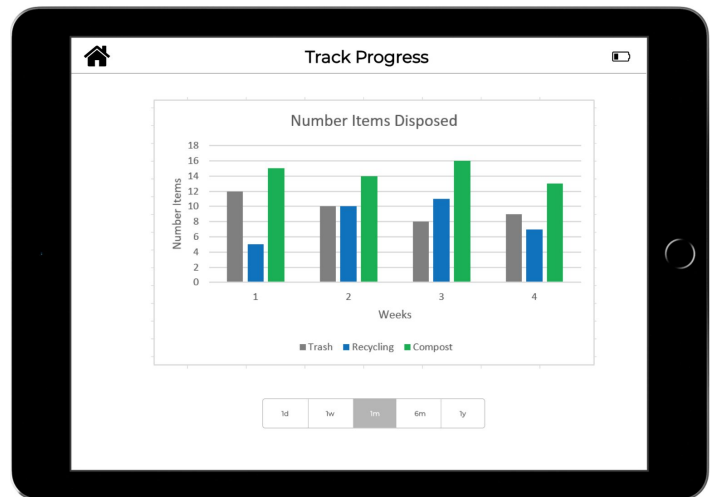 Track Progress
Number Items Disposed
18
16
14
12
10
8
6
4
2
0
Number Items
1 2 3 4
Weeks
Trash Recycling Compost
1d 1w 1m 6m 1y